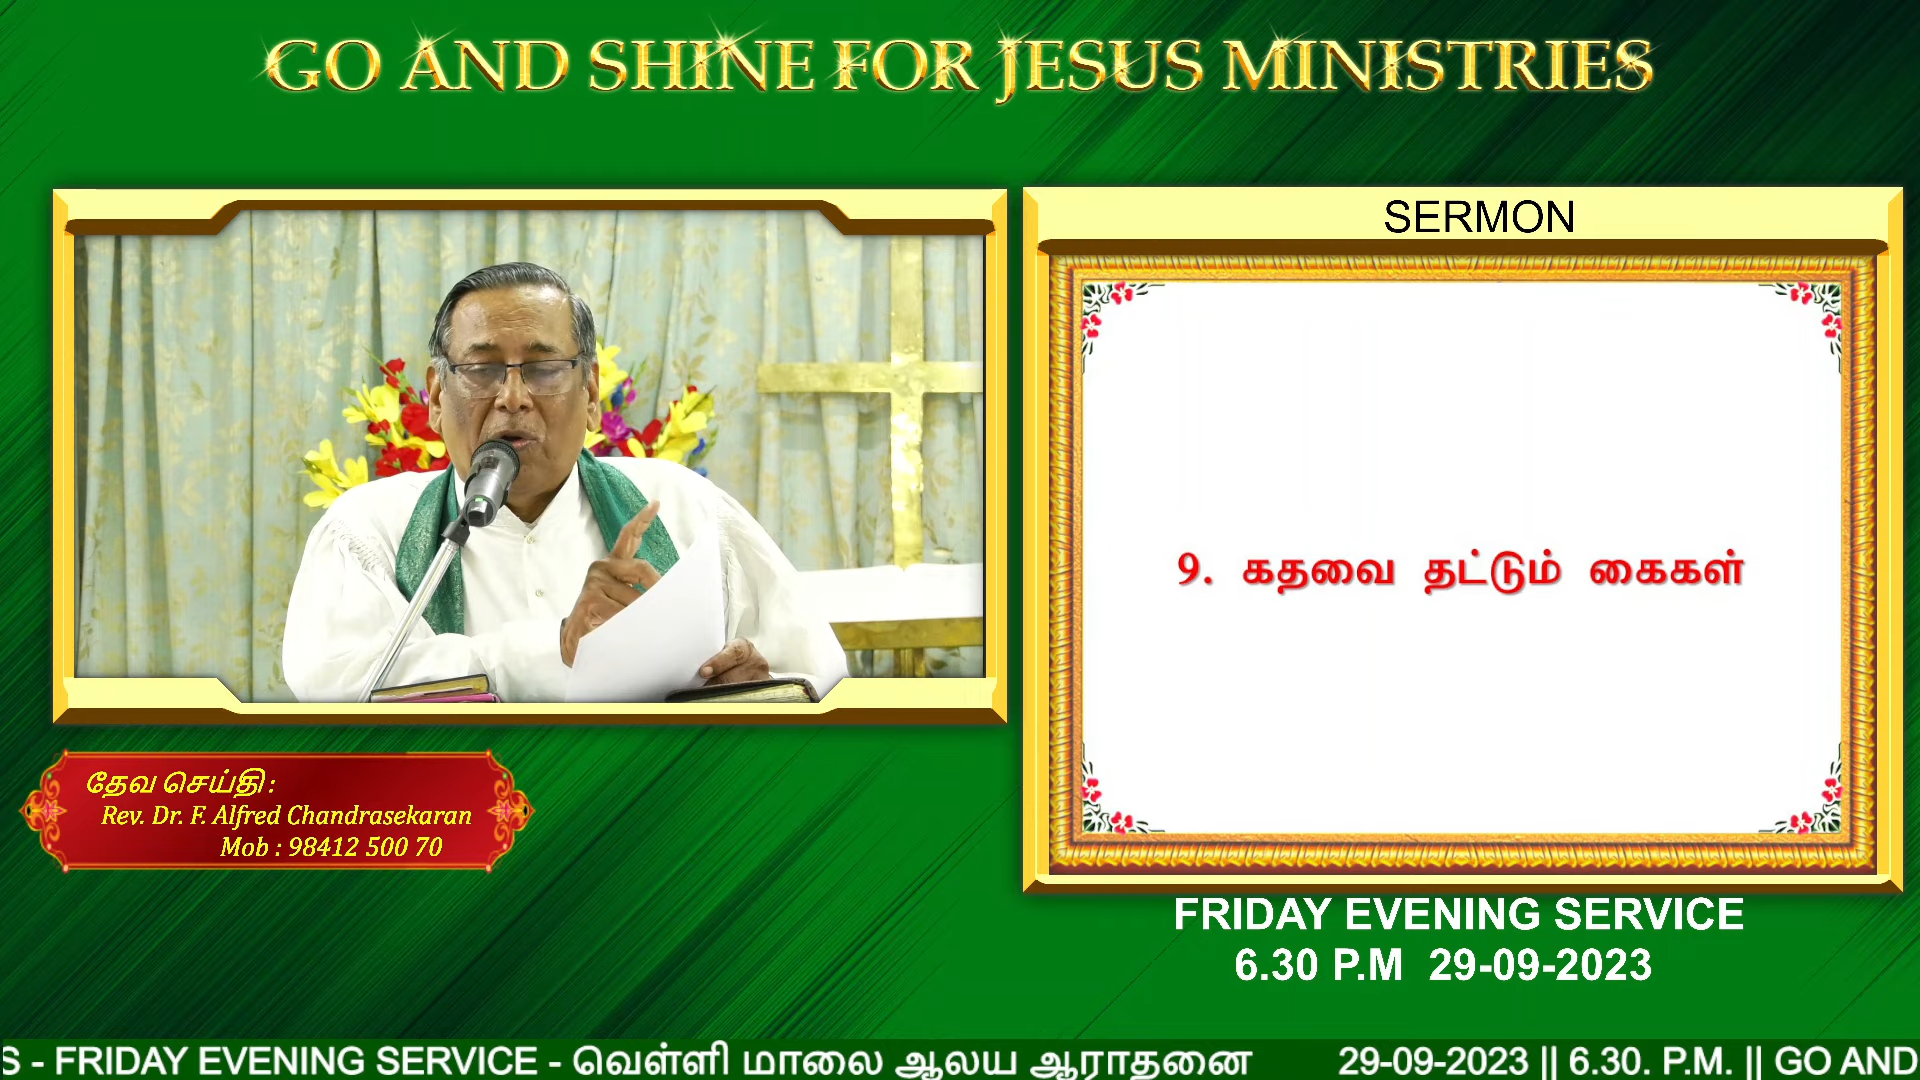 GO AND SHINE FOR JESUS MINISTRIES
SERMON
9. கதவை தட்டும் கைகள்
தேவ செய்தி :
Rev. Dr. F. Alfred Chandrasekaran
Mob : 98412 500 70
FRIDAY EVENING SERVICE
6.30 P.M 29-09-2023
S - FRIDAY EVENING SERVICE - வெள்ளி மாலை ஆலய ஆராதனை 29-09-2023 || 6.30. P.M. || GO AND